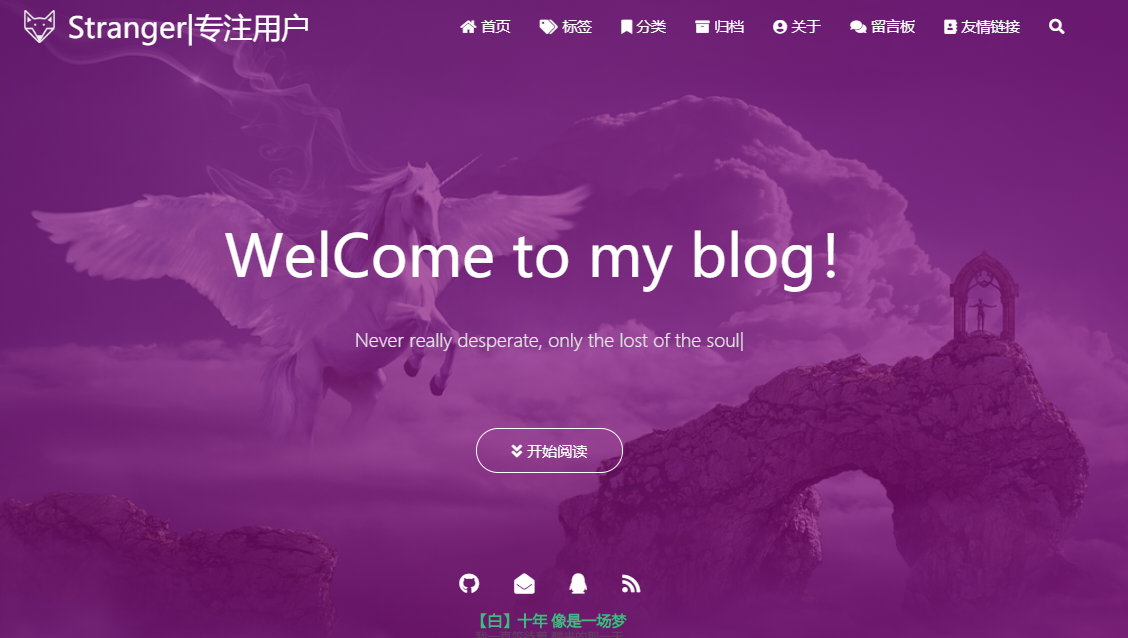 Stranger|专注用户
首页 标签 分类 归档 关于 留言板 友情链接
WelCome to my blog!
Never really desperate, only the lost of the soul|
开始阅读
【白】十年 像是一场梦